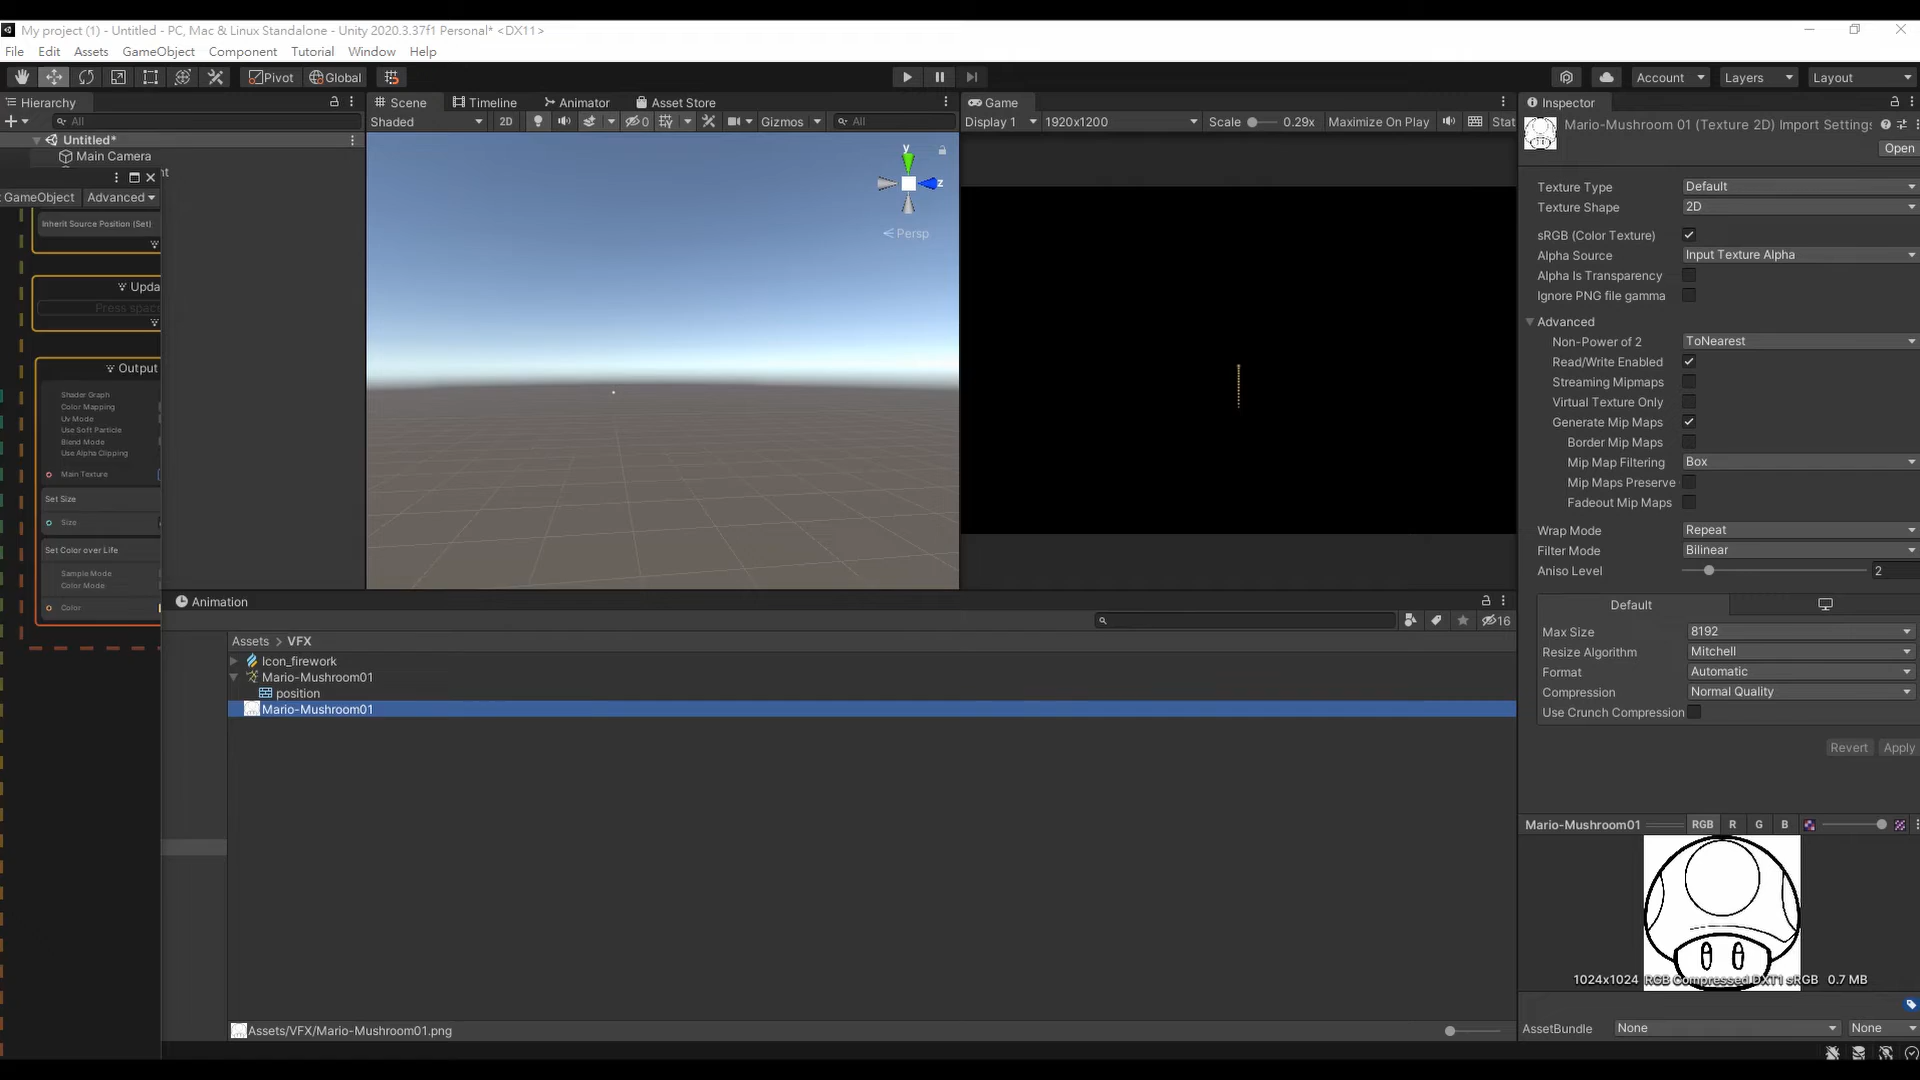 My project (1) - Untitled - PC, Mac & Linux Standalone - Unity 2020.3.37f1 Personal* <DX11>
File Edit Assets GameObject Component Tutorial Window Help
Pivot Global Account Layers Layout
Hierarchy
All
Untitled*
Main Camera
nt
GameObject Advanced
Inherit Source Position (Set)
Upda
Press space
Output
Shader Graph
Color Mapping
Uv Mode
Use Soft Particle
Blend Mode
Use Alpha Clipping
Main Texture
Set Size
Size
Set Color over Life
Sample Mode
Color Mode
Color
Scene Timeline Animator Asset Store
Shaded 2D 0 Gizmos All
y
z
Persp
Game
Display 1 1920x1200 Scale 0.29x Maximize On Play Stat
Animation
16
Assets > VFX
Icon_firework
Mario-Mushroom01
position
Mario-Mushroom01
Assets/VFX/Mario-Mushroom01.png
Inspector
Mario-Mushroom 01 (Texture 2D) Import Settings
Open
Texture Type Default
Texture Shape 2D
sRGB (Color Texture)
Alpha Source Input Texture Alpha
Alpha Is Transparency
Ignore PNG file gamma
Advanced
Non-Power of 2 ToNearest
Read/Write Enabled
Streaming Mipmaps
Virtual Texture Only
Generate Mip Maps
Border Mip Maps
Mip Map Filtering Box
Mip Maps Preserve
Fadeout Mip Maps
Wrap Mode Repeat
Filter Mode Bilinear
Aniso Level 2
Default
Max Size 8192
Resize Algorithm Mitchell
Format Automatic
Compression Normal Quality
Use Crunch Compression
Revert Apply
Mario-Mushroom01 RGB R G B
1024x1024 RGB Compressed DXT1 sRGB 0.7 MB
AssetBundle None None